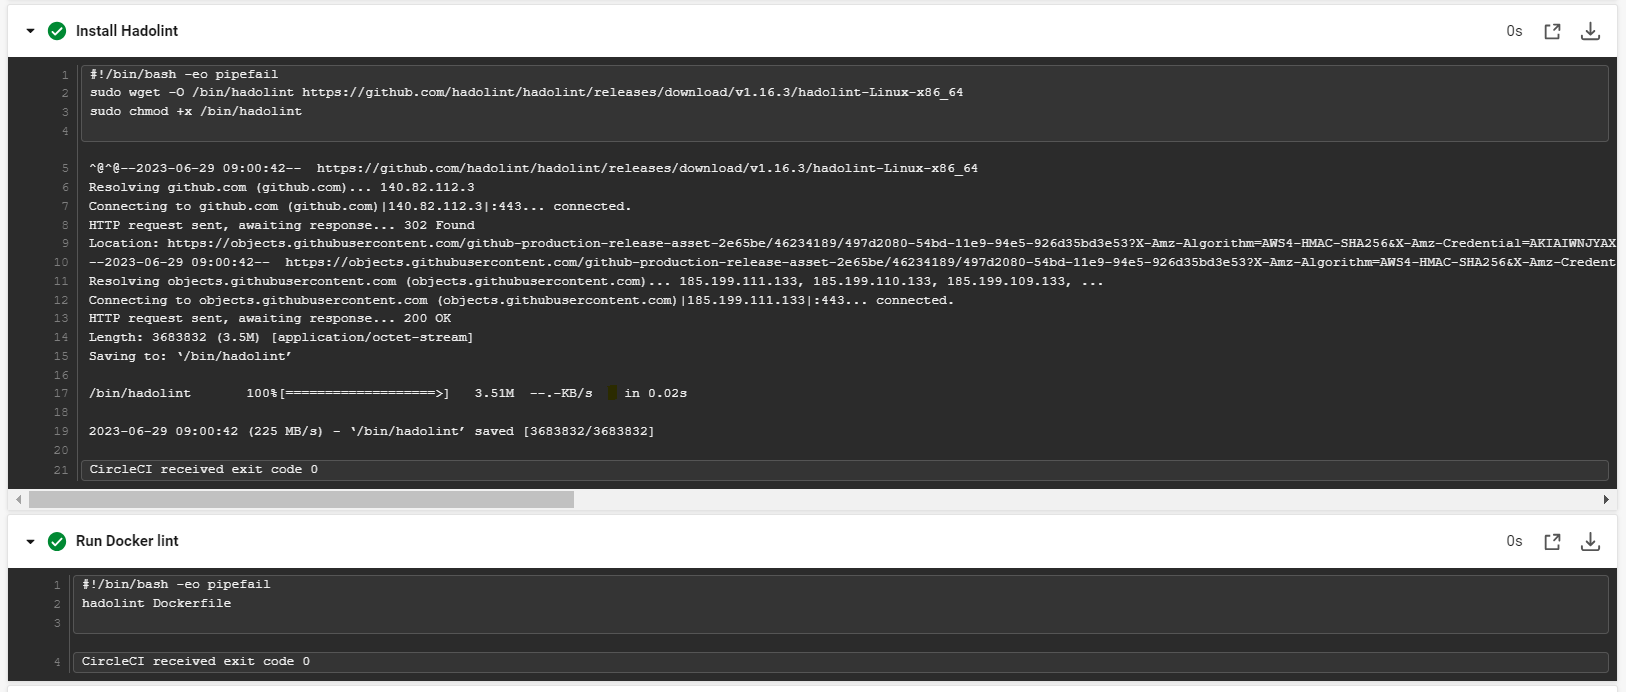 Install Hadolint
0s
1 #!/bin/bash -eo pipefail
2 sudo wget -O /bin/hadolint https://github.com/hadolint/hadolint/releases/download/v1.16.3/hadolint-Linux-x86_64
3 sudo chmod +x /bin/hadolint
4
5 ^@^@--2023-06-29 09:00:42--  https://github.com/hadolint/hadolint/releases/download/v1.16.3/hadolint-Linux-x86_64
6 Resolving github.com (github.com)... 140.82.112.3
7 Connecting to github.com (github.com)|140.82.112.3|:443... connected.
8 HTTP request sent, awaiting response... 302 Found
9 Location: https://objects.githubusercontent.com/github-production-release-asset-2e65be/46234189/497d2080-54bd-11e9-94e5-926d35bd3e53?X-Amz-Algorithm=AWS4-HMAC-SHA256&X-Amz-Credential=AKIAIWNJYAX
10 --2023-06-29 09:00:42--  https://objects.githubusercontent.com/github-production-release-asset-2e65be/46234189/497d2080-54bd-11e9-94e5-926d35bd3e53?X-Amz-Algorithm=AWS4-HMAC-SHA256&X-Amz-Credent
11 Resolving objects.githubusercontent.com (objects.githubusercontent.com)... 185.199.111.133, 185.199.110.133, 185.199.109.133, ...
12 Connecting to objects.githubusercontent.com (objects.githubusercontent.com)|185.199.111.133|:443... connected.
13 HTTP request sent, awaiting response... 200 OK
14 Length: 3683832 (3.5M) [application/octet-stream]
15 Saving to: ‘/bin/hadolint’
16
17 /bin/hadolint       100%[===================>]   3.51M  --.-KB/s    in 0.02s
18
19 2023-06-29 09:00:42 (225 MB/s) - ‘/bin/hadolint’ saved [3683832/3683832]
20
21 CircleCI received exit code 0
Run Docker lint
0s
1 #!/bin/bash -eo pipefail
2 hadolint Dockerfile
3
4 CircleCI received exit code 0